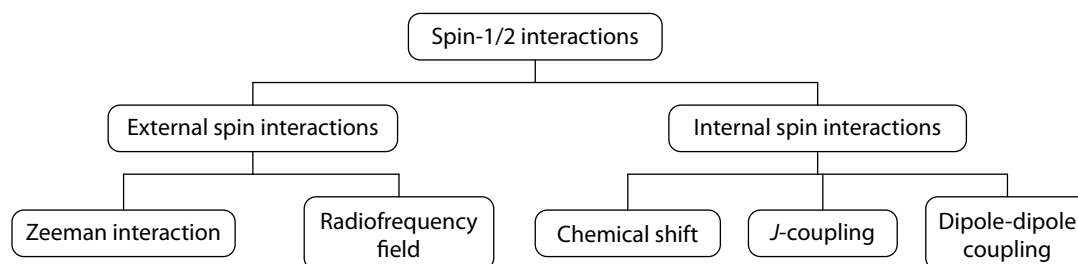 Spin-1/2 interactions
External spin interactions
Internal spin interactions
Zeeman interaction
Radiofrequency
field
Chemical shift
J-coupling
Dipole-dipole
coupling